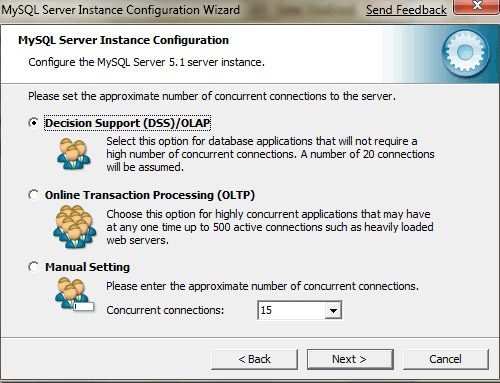 MySQL Server Instance Configuration Wizard Send Feedback
MySQL Server Instance Configuration
Configure the MySQL Server 5.1 server instance.
Please set the approximate number of concurrent connections to the server.
Decision Support (DSS)/OLAP
Select this option for database applications that will not require a
high number of concurrent connections. A number of 20 connections
will be assumed.
Online Transaction Processing (OLTP)
Choose this option for highly concurrent applications that may have
at any one time up to 500 active connections such as heavily loaded
web servers.
Manual Setting
Please enter the approximate number of concurrent connections.
Concurrent connections: 15
< Back Next > Cancel